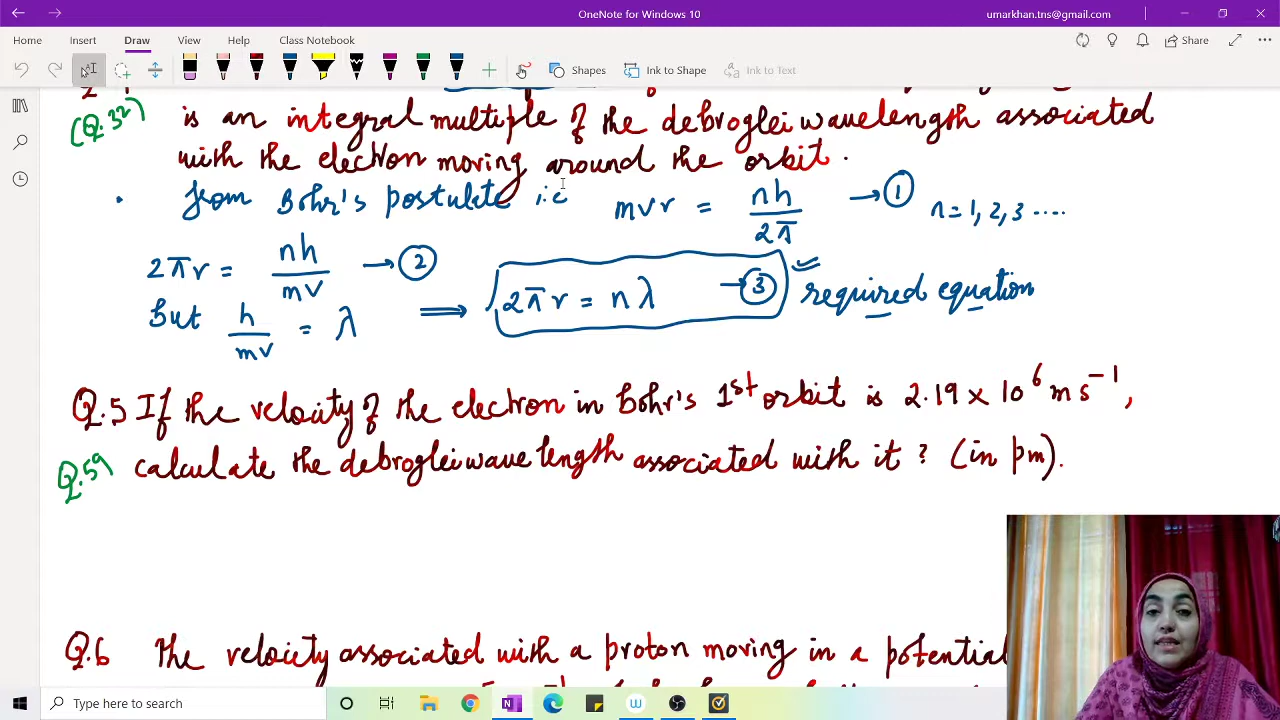 OneNote for Windows 10
umarkhan.tns@gmail.com
Home Insert Draw View Help Class Notebook
Share
Shapes
Ink to Shape
Ink to Text
(Q.32)
is an integral multiple of the debroglei wavelength associated
with the electron moving around the orbit.
from Bohr's postulate i.e mvr = nh/2π → ① n = 1, 2, 3 ....
2πr = nh/mv → ②
2πr = nλ → ③ required equation
But h/mv = λ ⟹
Q.5 If the velocity of the electron in Bohr's 1st orbit is 2.19 × 10⁶ ms⁻¹,
Q.59 calculate the debroglei wave length associated with it ? (in pm).
Q.6 The veloicty associated with a proton moving in a potential
Type here to search